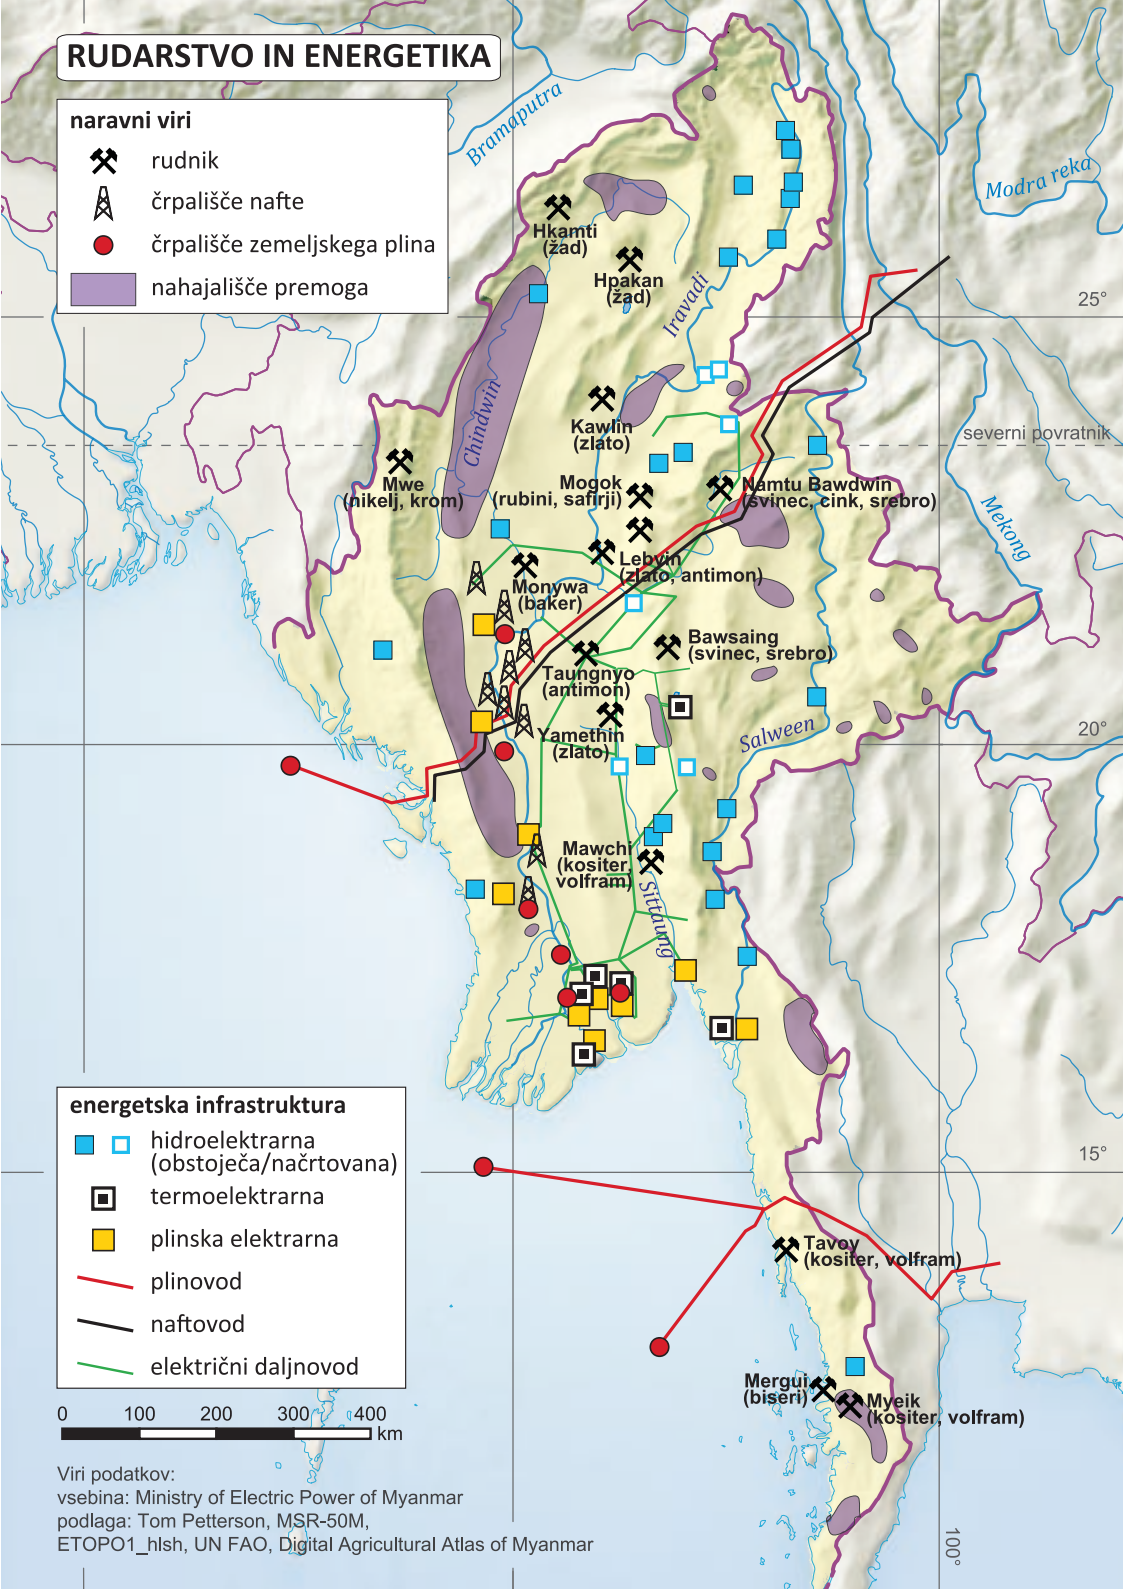 RUDARSTVO IN ENERGETIKA
naravni viri
rudnik
črpališče nafte
črpališče zemeljskega plina
nahajališče premoga
Bramaputra
Modra reka
Hkamti
(žad)
Hpakan
(žad)
Iravadi
25°
Chindwin
Kawlin
(zlato)
severni povratnik
Mwe
(nikelj, krom)
Mogok
(rubini, safirji)
Namtu Bawdwin
(svinec, cink, srebro)
Mekong
Lebyin
(zlato, antimon)
Monywa
(baker)
Bawsaing
(svinec, srebro)
Taungnyo
(antimon)
Yamethin
(zlato)
Salween
20°
Mawchi
(kositer,
volfram)
Sittaung
energetska infrastruktura
hidroelektrarna
(obstoječa/načrtovana)
termoelektrarna
plinska elektrarna
plinovod
naftovod
električni daljnovod
15°
Tavoy
(kositer, volfram)
Mergui
(biseri)
Myeik
(kositer, volfram)
0 100 200 300 400
km
100°
Viri podatkov:
vsebina: Ministry of Electric Power of Myanmar
podlaga: Tom Petterson, MSR-50M,
ETOPO1_hlsh, UN FAO, Digital Agricultural Atlas of Myanmar